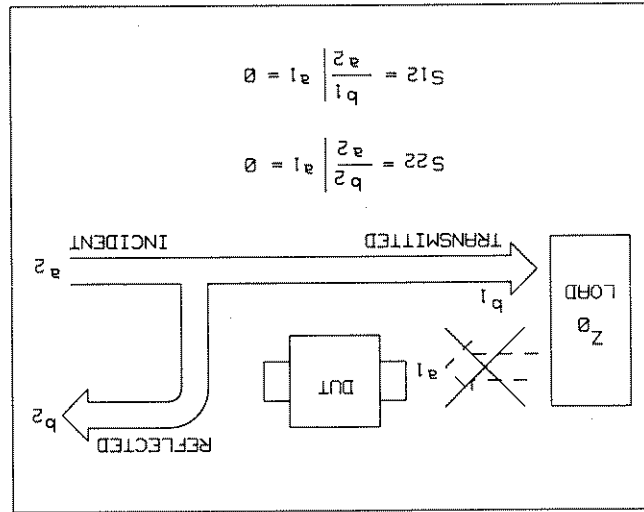 REFLECTED
b2
DUT
a1
Z0
LOAD
b1
a2
TRANSMITTED
INCIDENT
S22 = b2/a2 | a1 = 0
S12 = b1/a2 | a1 = 0